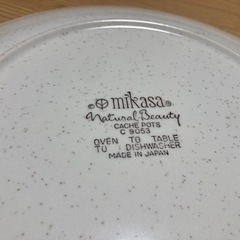 mikasa
Natural Beauty
CACHE POTS
C 9053
OVEN TO TABLE
TO DISHWASHER
MADE IN JAPAN